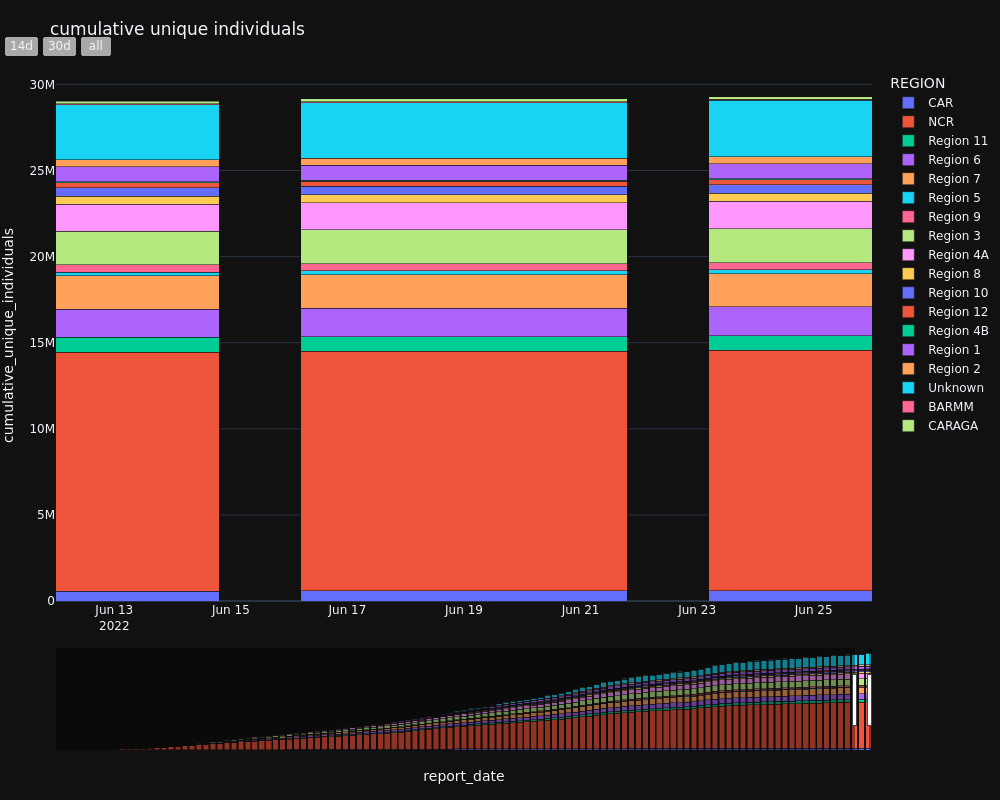 cumulative unique individuals
14d 30d all
30M
25M
20M
15M
10M
5M
0
cumulative_unique_individuals
Jun 13 Jun 15 Jun 17 Jun 19 Jun 21 Jun 23 Jun 25
2022
report_date
REGION
CAR
NCR
Region 11
Region 6
Region 7
Region 5
Region 9
Region 3
Region 4A
Region 8
Region 10
Region 12
Region 4B
Region 1
Region 2
Unknown
BARMM
CARAGA